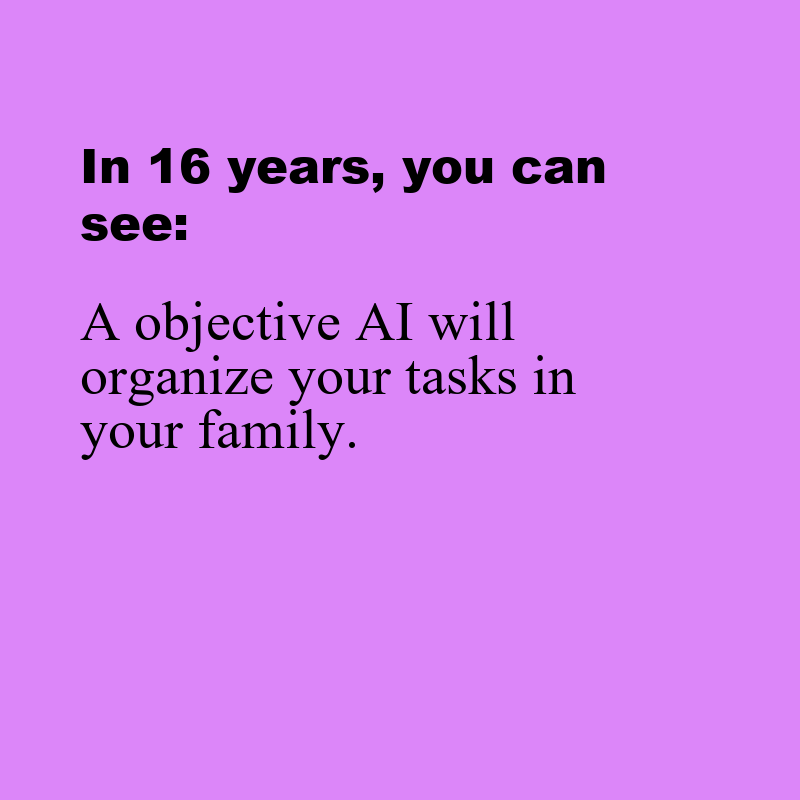 In 16 years, you can
see:
A objective AI will
organize your tasks in
your family.